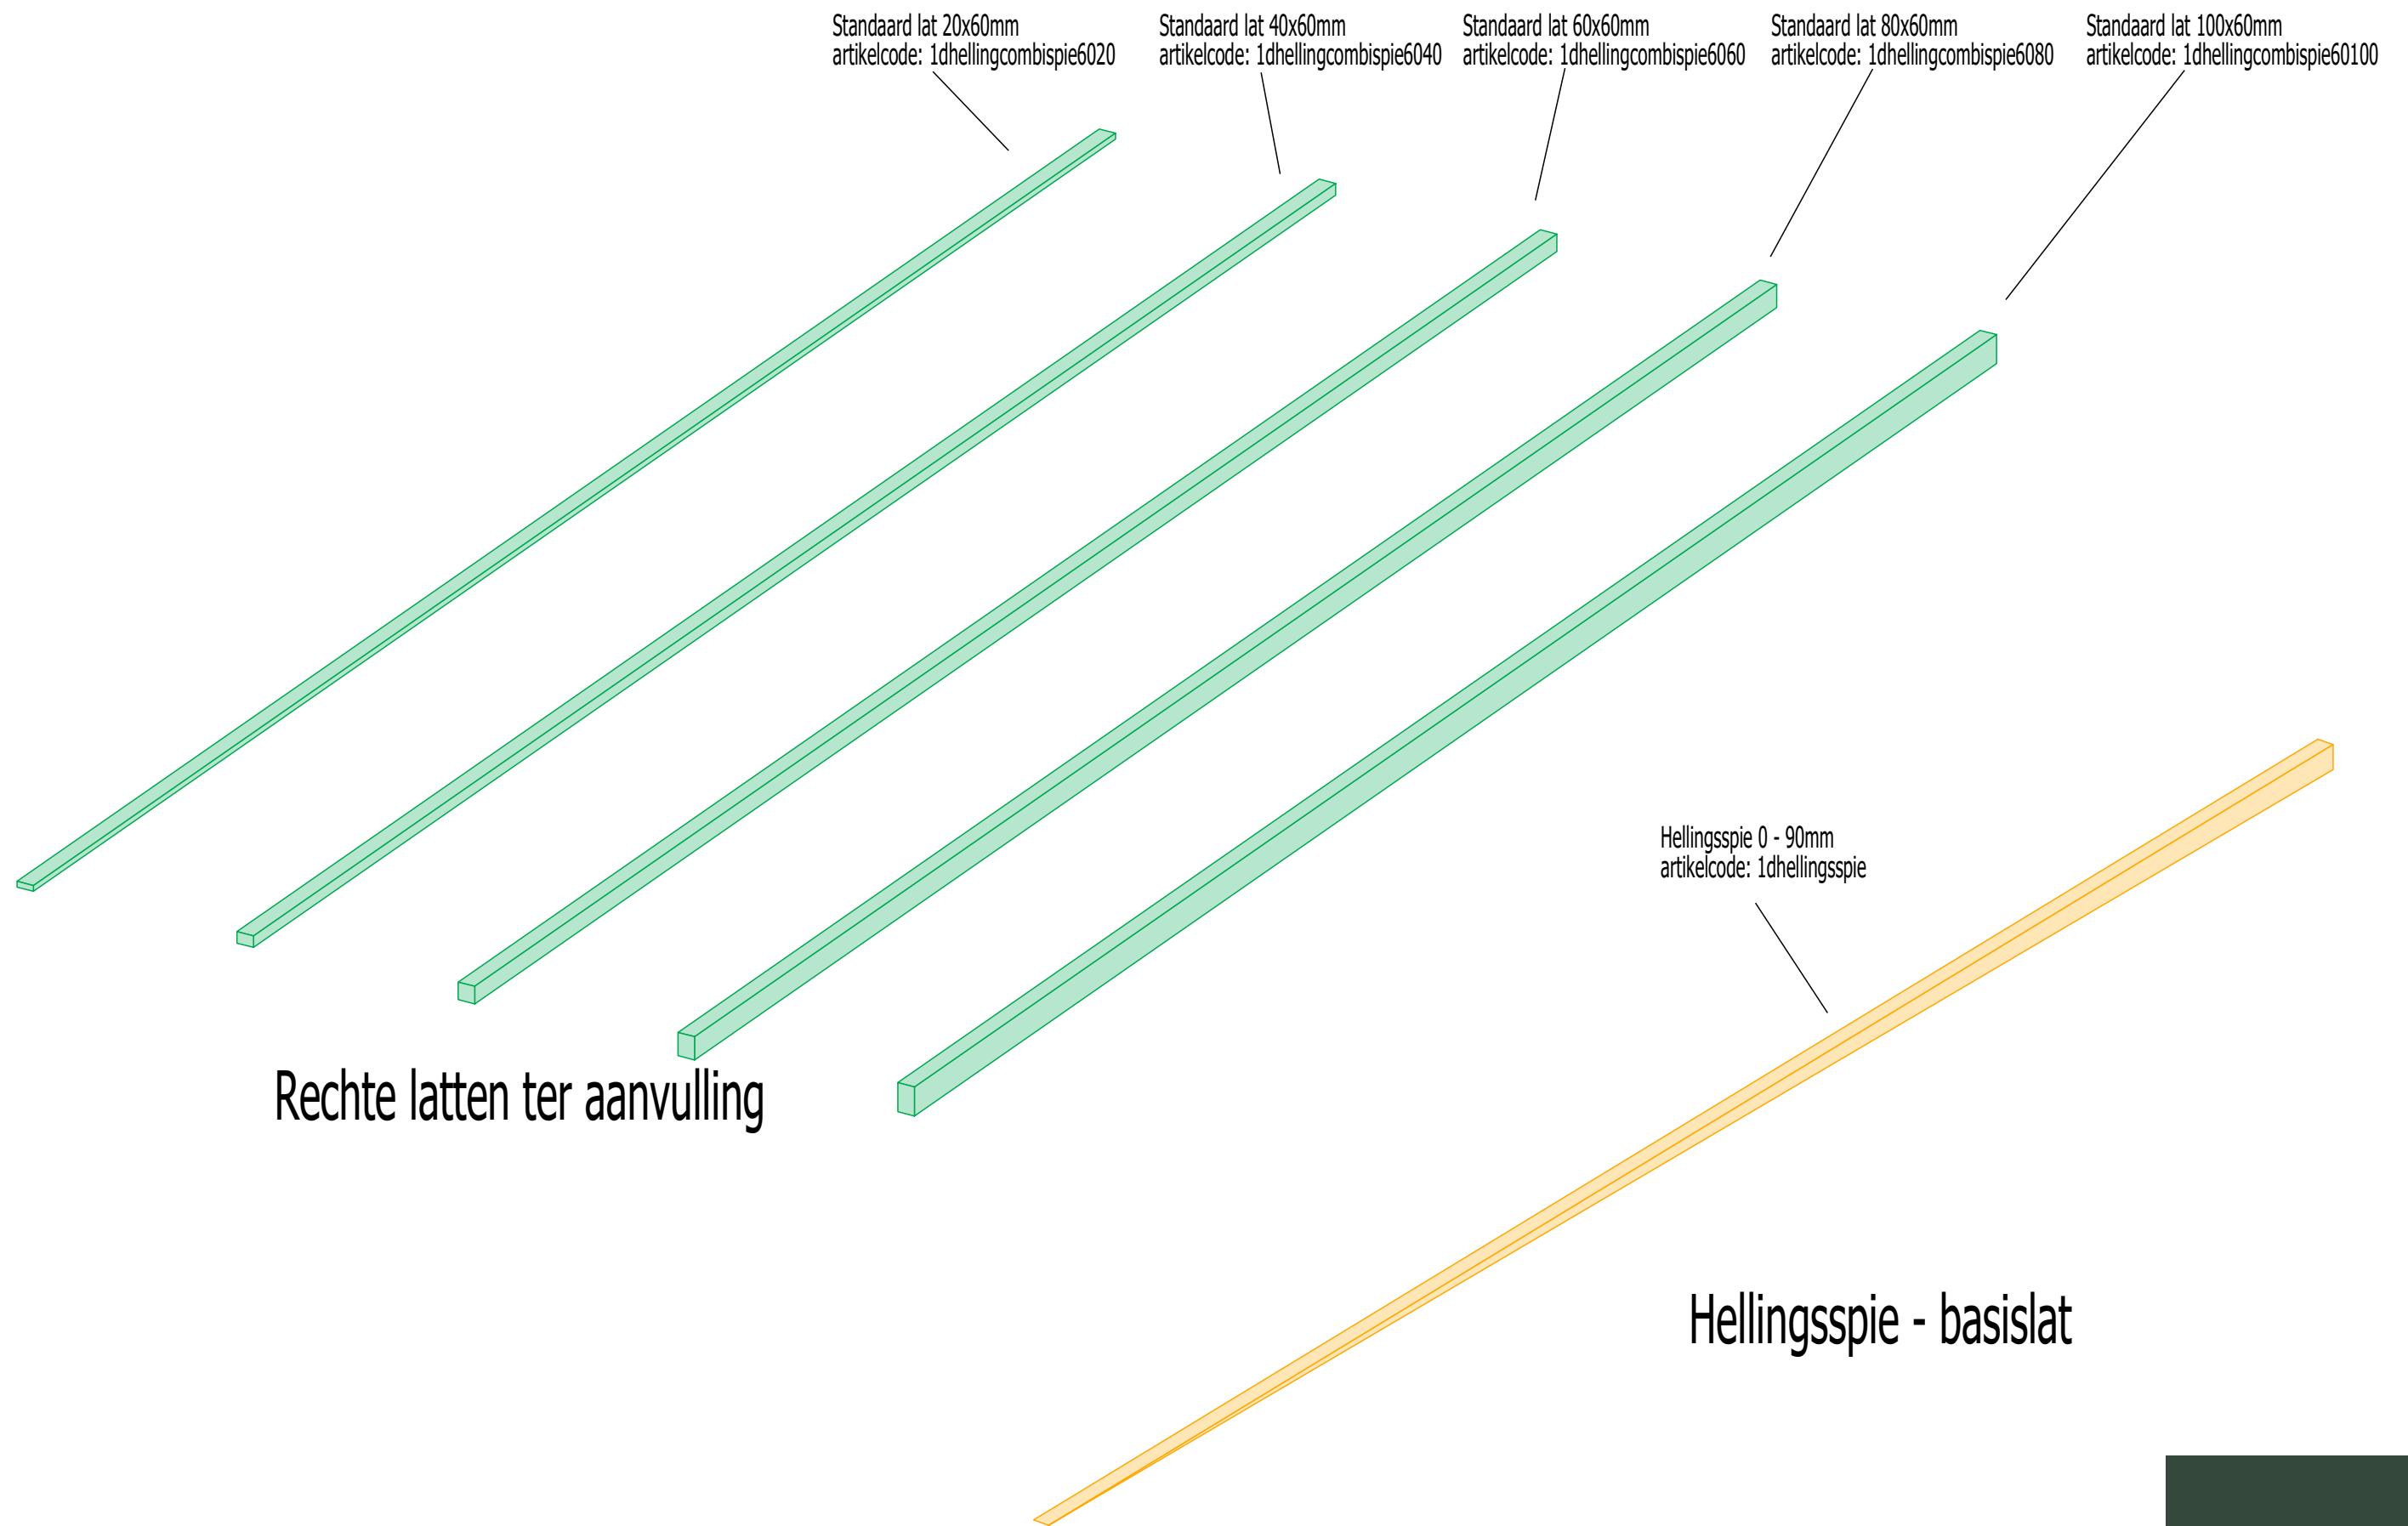 Standaard lat 20x60mm
artikelcode: 1dhellingcombispie6020
Standaard lat 40x60mm
artikelcode: 1dhellingcombispie6040
Standaard lat 60x60mm
artikelcode: 1dhellingcombispie6060
Standaard lat 80x60mm
artikelcode: 1dhellingcombispie6080
Standaard lat 100x60mm
artikelcode: 1dhellingcombispie60100
Hellingsspie 0 - 90mm
artikelcode: 1dhellingsspie
Rechte latten ter aanvulling
Hellingsspie - basislat